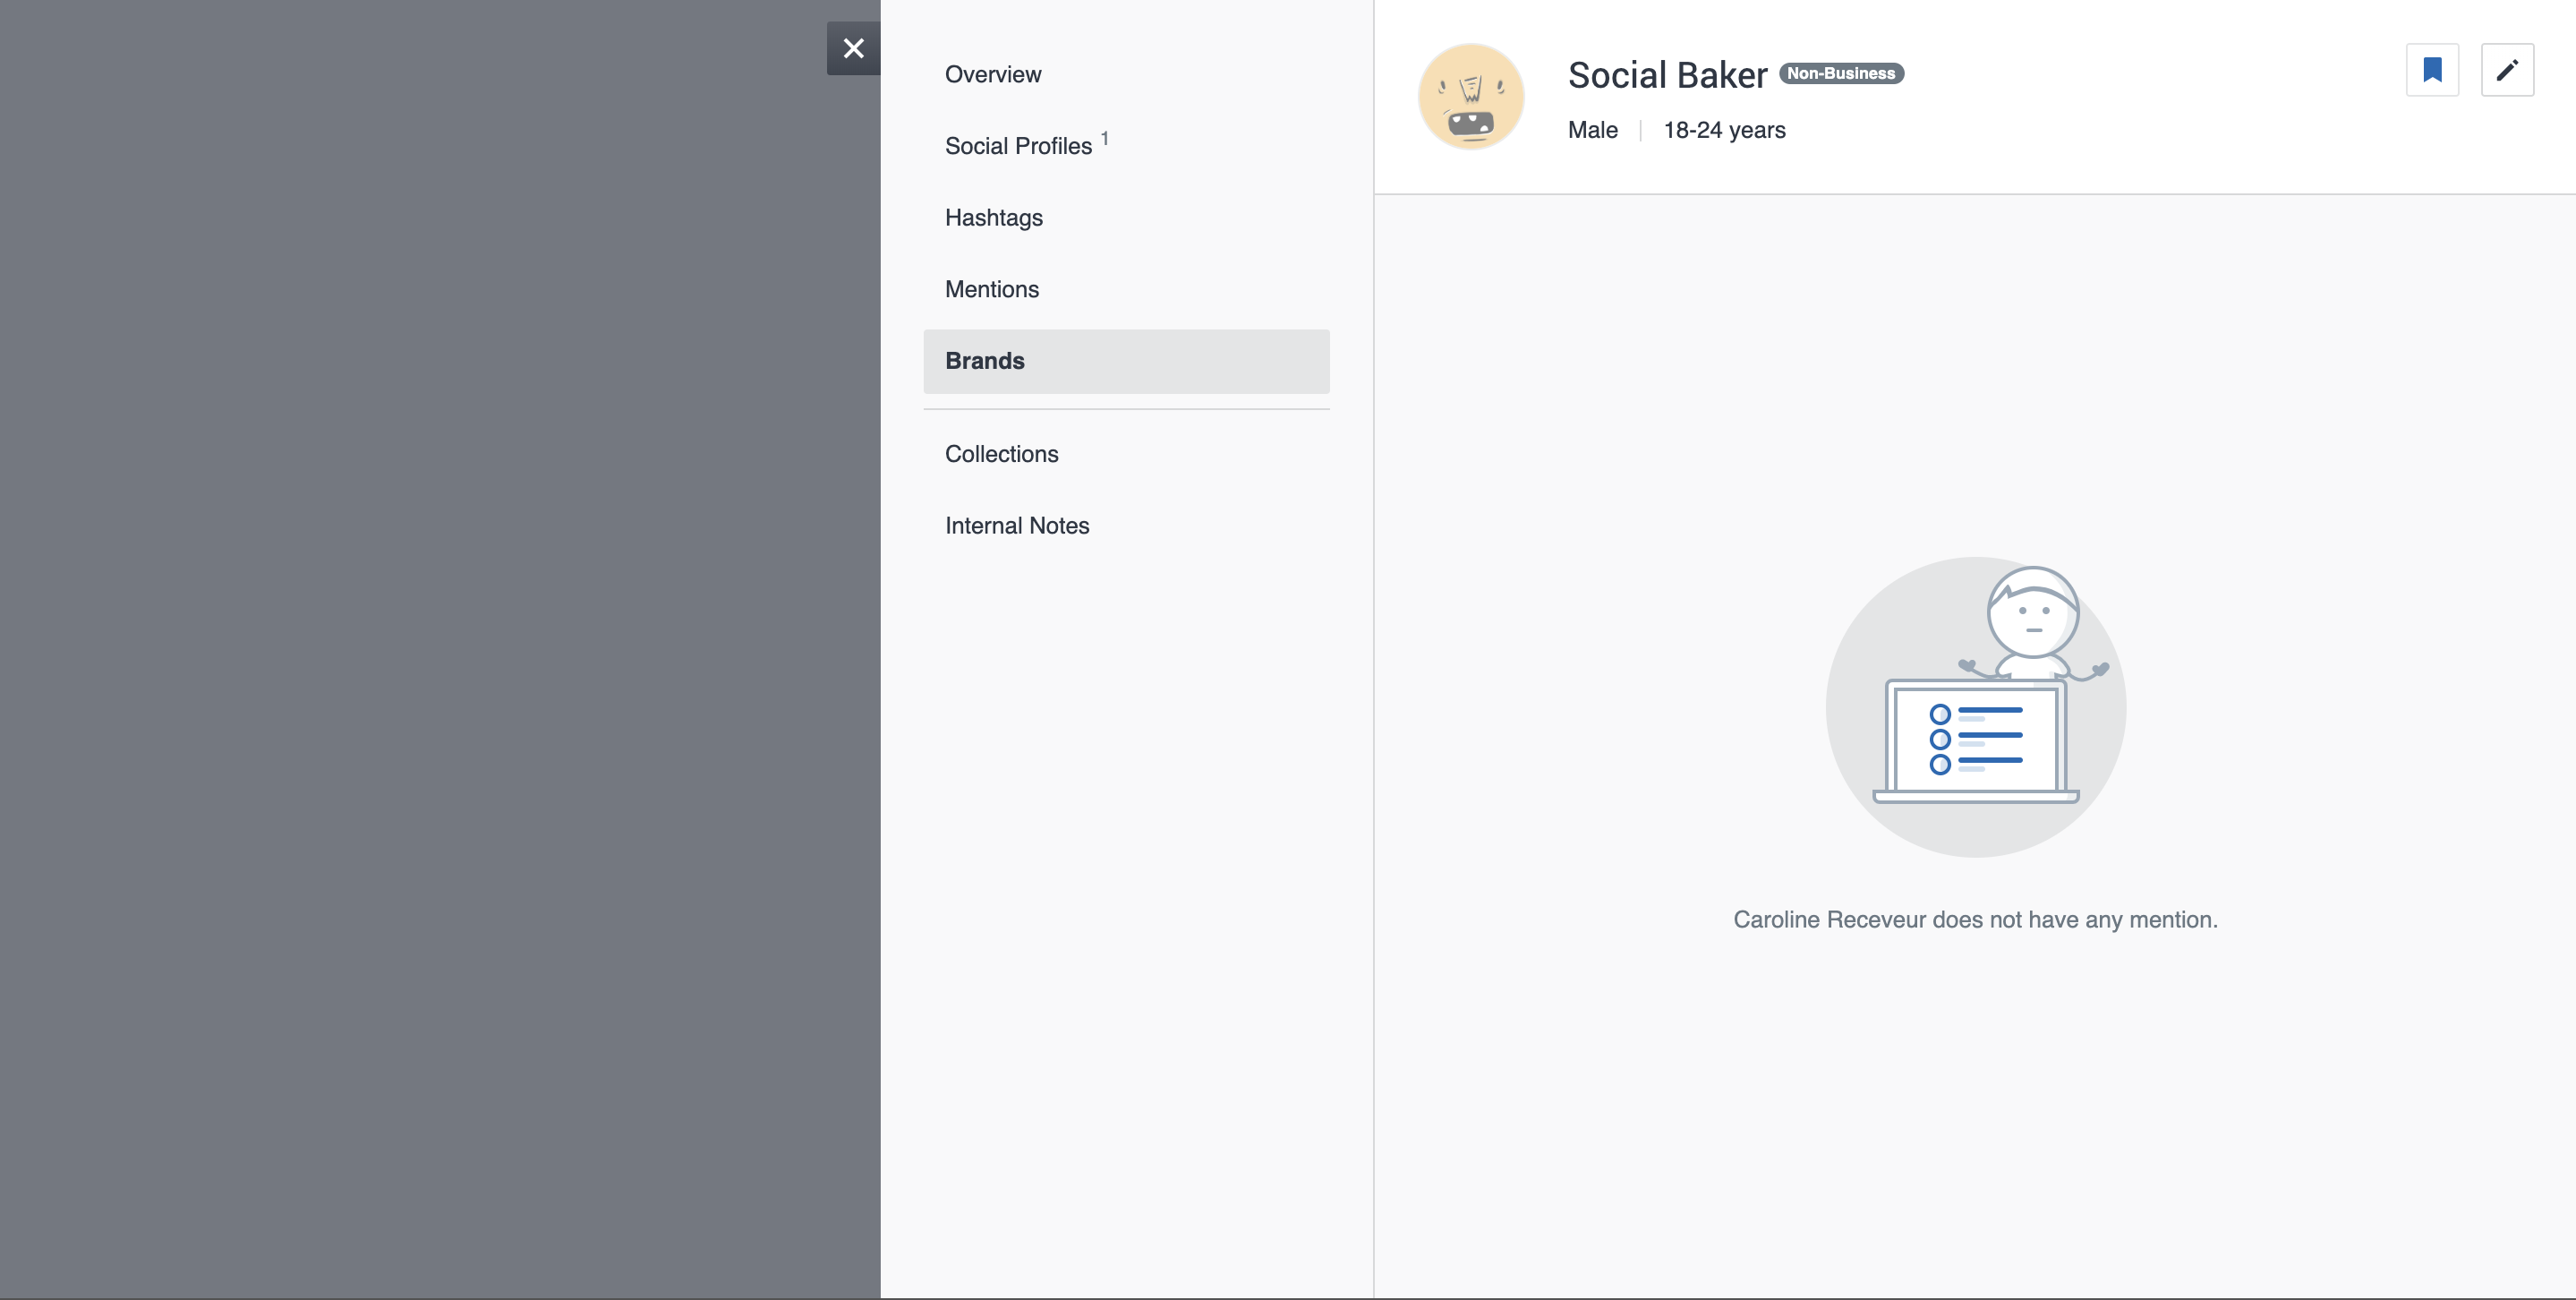 Overview
Social Profiles 1
Hashtags
Mentions
Brands
Collections
Internal Notes
Social Baker Non-Business
Male | 18-24 years
Caroline Receveur does not have any mention.